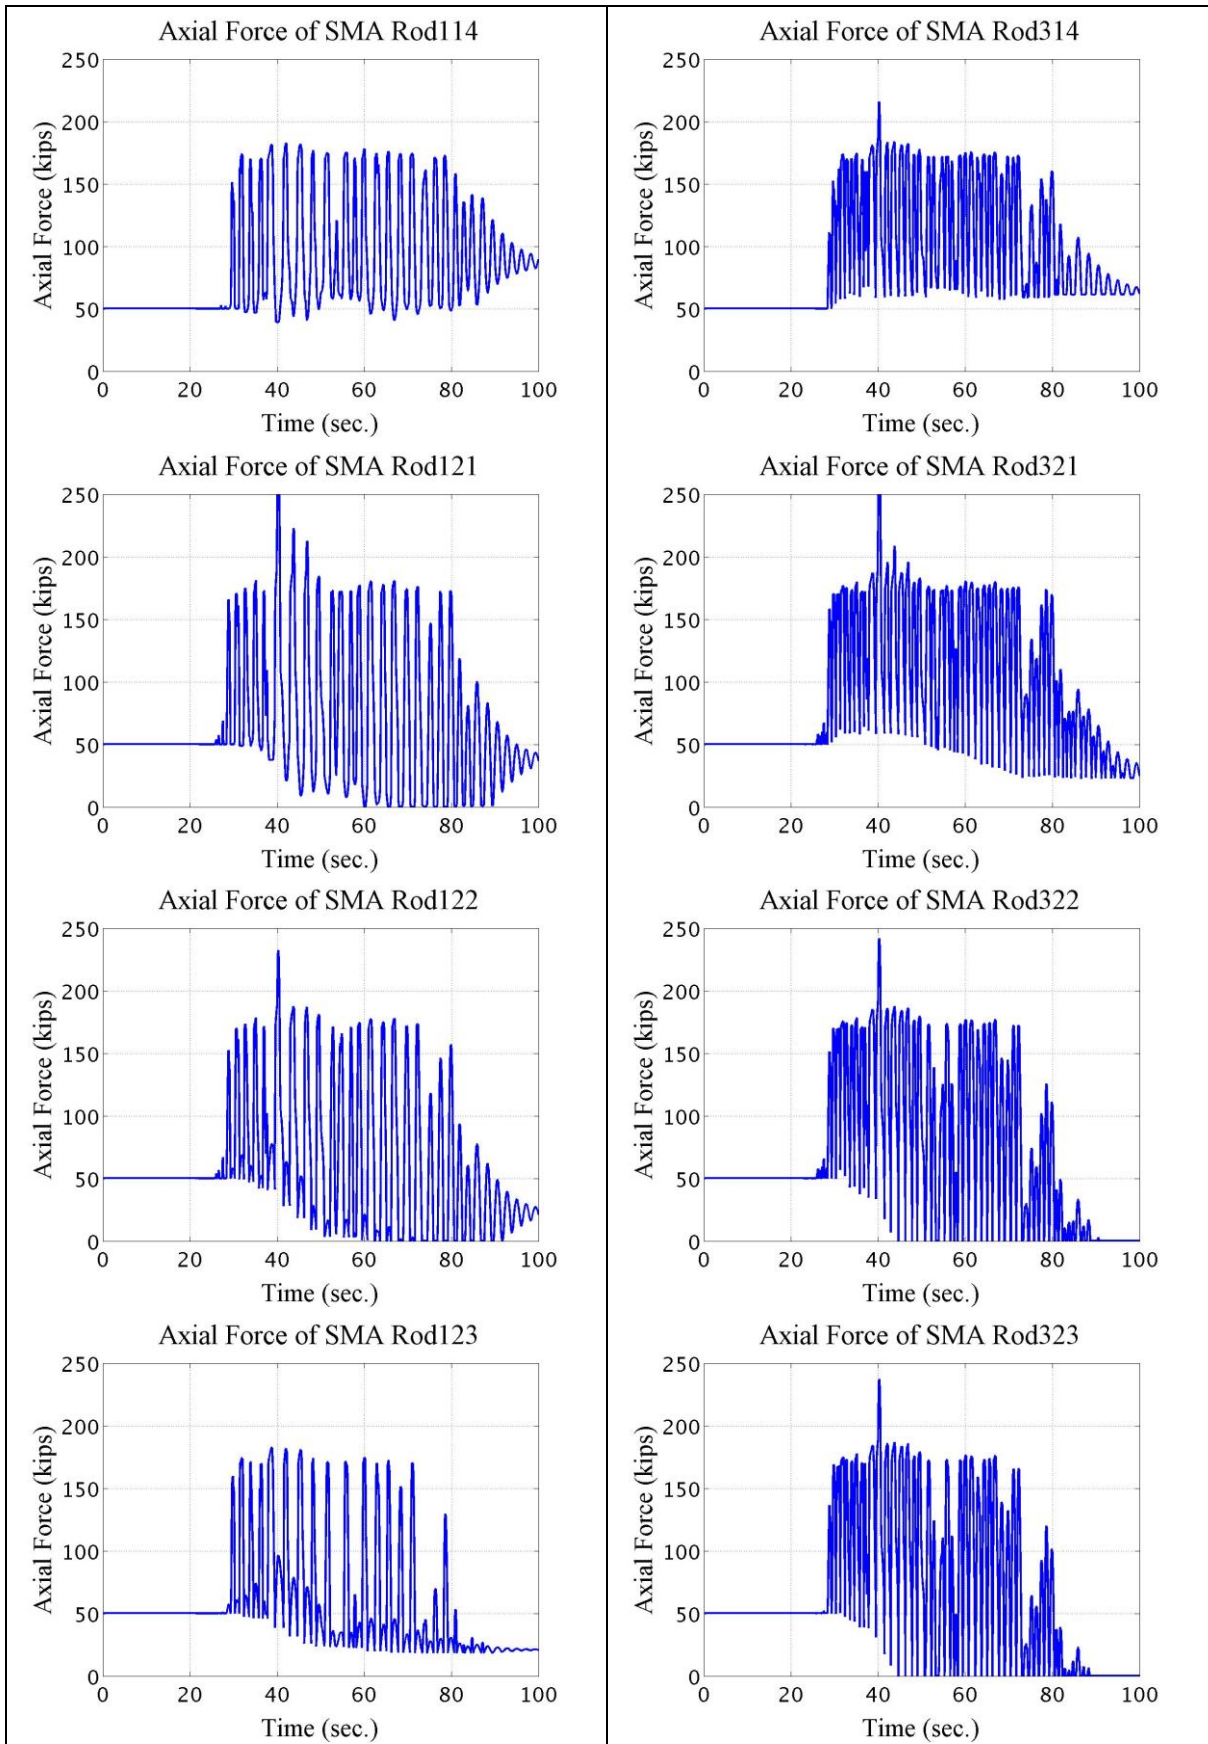 Axial Force of SMA Rod114
Axial Force (kips)
250
200
150
100
50
0
0 20 40 60 80 100
Time (sec.)
Axial Force of SMA Rod314
Axial Force (kips)
250
200
150
100
50
0
0 20 40 60 80 100
Time (sec.)
Axial Force of SMA Rod121
Axial Force (kips)
250
200
150
100
50
0
0 20 40 60 80 100
Time (sec.)
Axial Force of SMA Rod321
Axial Force (kips)
250
200
150
100
50
0
0 20 40 60 80 100
Time (sec.)
Axial Force of SMA Rod122
Axial Force (kips)
250
200
150
100
50
0
0 20 40 60 80 100
Time (sec.)
Axial Force of SMA Rod322
Axial Force (kips)
250
200
150
100
50
0
0 20 40 60 80 100
Time (sec.)
Axial Force of SMA Rod123
Axial Force (kips)
250
200
150
100
50
0
0 20 40 60 80 100
Time (sec.)
Axial Force of SMA Rod323
Axial Force (kips)
250
200
150
100
50
0
0 20 40 60 80 100
Time (sec.)